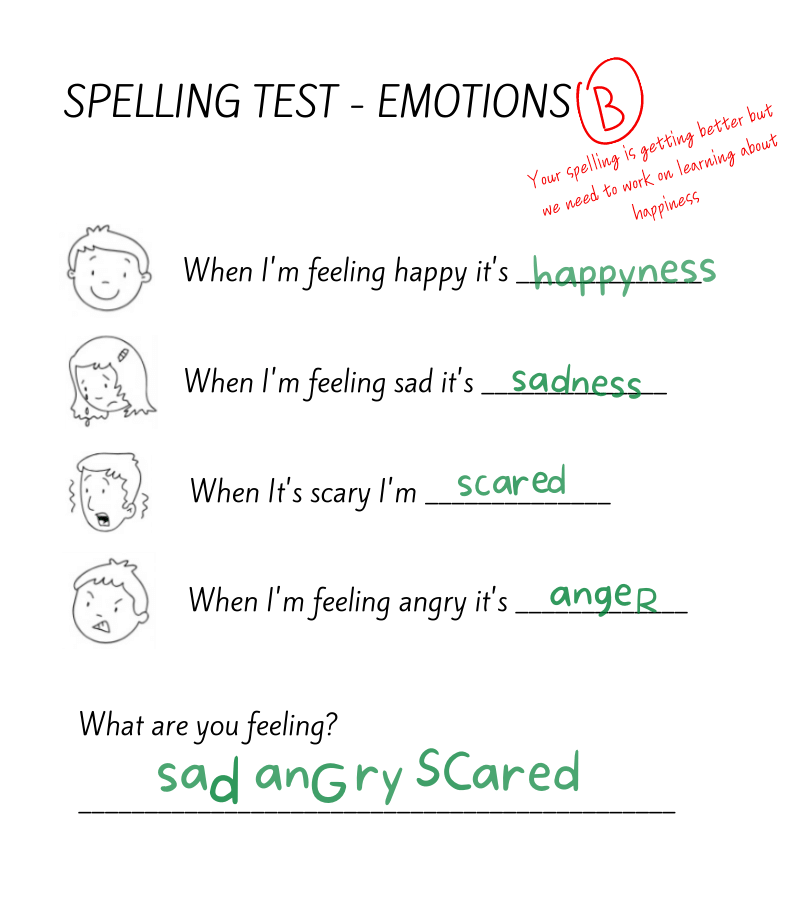 SPELLING TEST - EMOTIONS B
Your spelling is getting better but
we need to work on learning about
happiness
When I'm feeling happy it's happyness
When I'm feeling sad it's sadness
When It's scary I'm scared
When I'm feeling angry it's angeR
What are you feeling?
sad anGry SCared